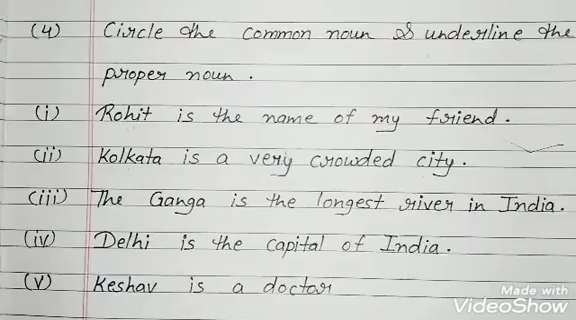 (4) Circle the common noun & underline the
proper noun.
(i) Rohit is the name of my friend.
(ii) Kolkata is a very crowded city.
(iii) The Ganga is the longest river in India.
(iv) Delhi is the capital of India.
(v) Keshav is a doctor
Made with
VideoShow